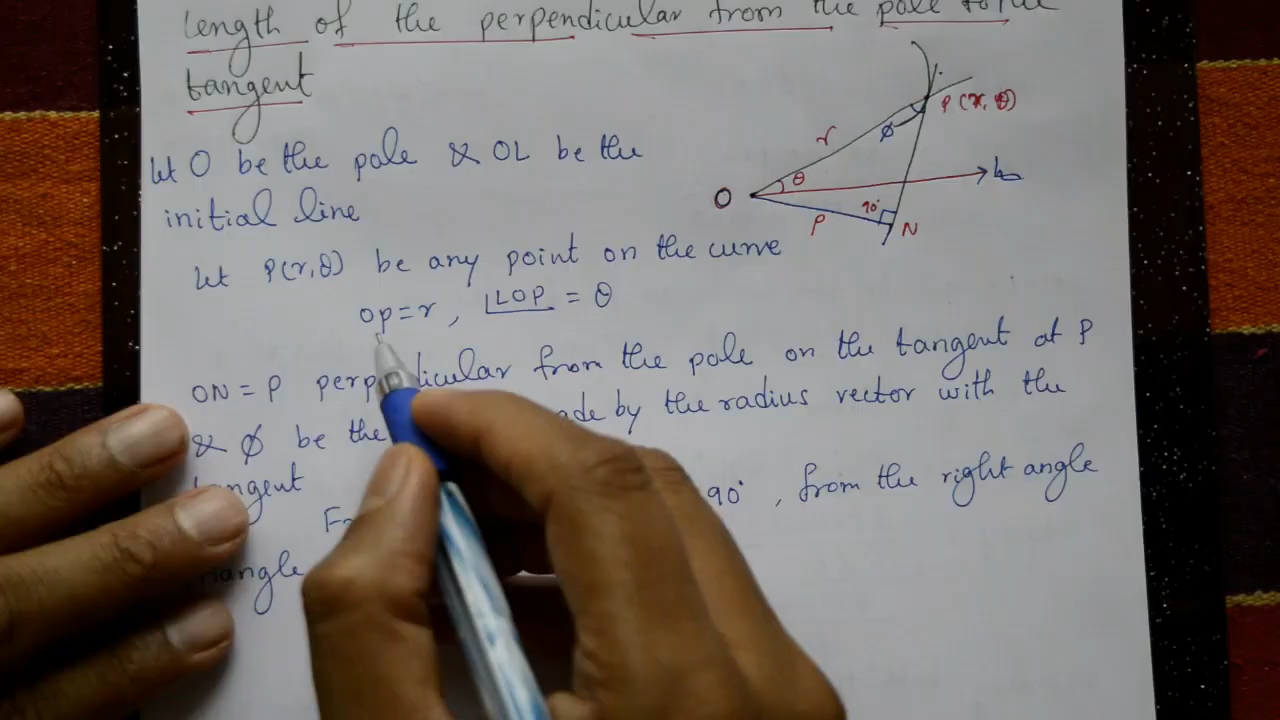 length of the perpendicular from the pole to the
tangent
Let O be the pole & OL be the
initial line
Let P(r,θ) be any point on the curve
OP = r, ∠LOP = θ
ON = P perpendicular from the pole on the tangent at P
& ϕ be the made by the radius vector with the
tangent
90°, from the right angle
P(r, θ)
r
ϕ
θ
L
O
90°
P
N